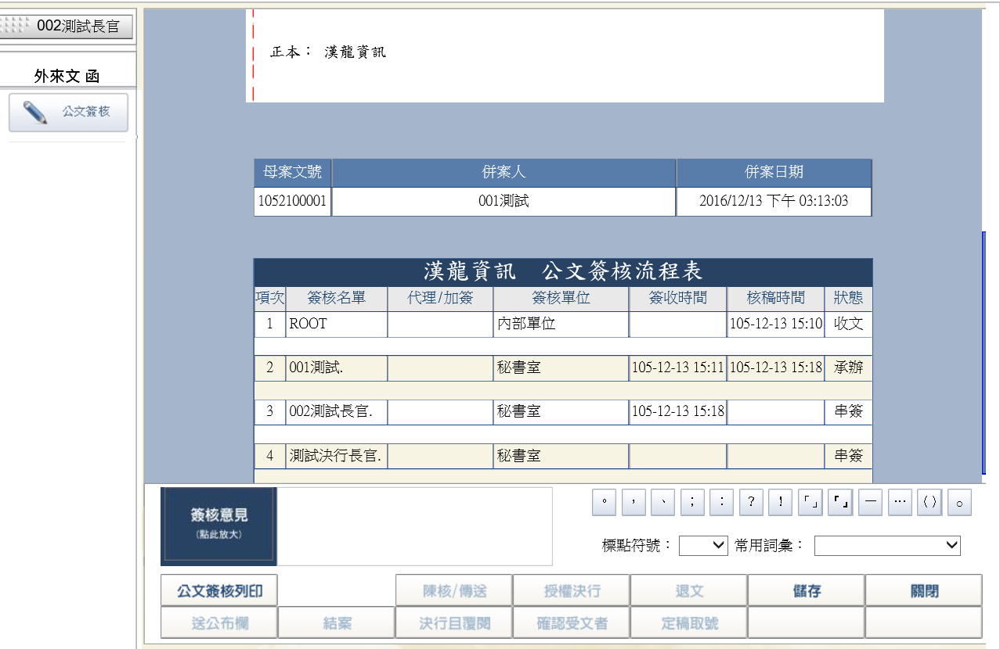 002測試長官
外來文 函
公文簽核
正本： 漢龍資訊
母案文號 併案人 併案日期
1052100001 001測試 2016/12/13 下午 03:13:03
漢龍資訊 公文簽核流程表
項次 簽核名單 代理/加簽 簽核單位 簽收時間 核稿時間 狀態
1 ROOT 內部單位 105-12-13 15:10 收文
2 001測試. 秘書室 105-12-13 15:11 105-12-13 15:18 承辦
3 002測試長官. 秘書室 105-12-13 15:18 串簽
4 測試決行長官. 秘書室 串簽
簽核意見
(點此放大)
。 ， 、 ； ： ? ! 「」 『』 — … () ○
標點符號： 常用詞彙：
公文簽核列印 陳核/傳送 授權決行 退文 儲存 關閉
送公布欄 結案 決行且覆閱 確認受文者 定稿取號